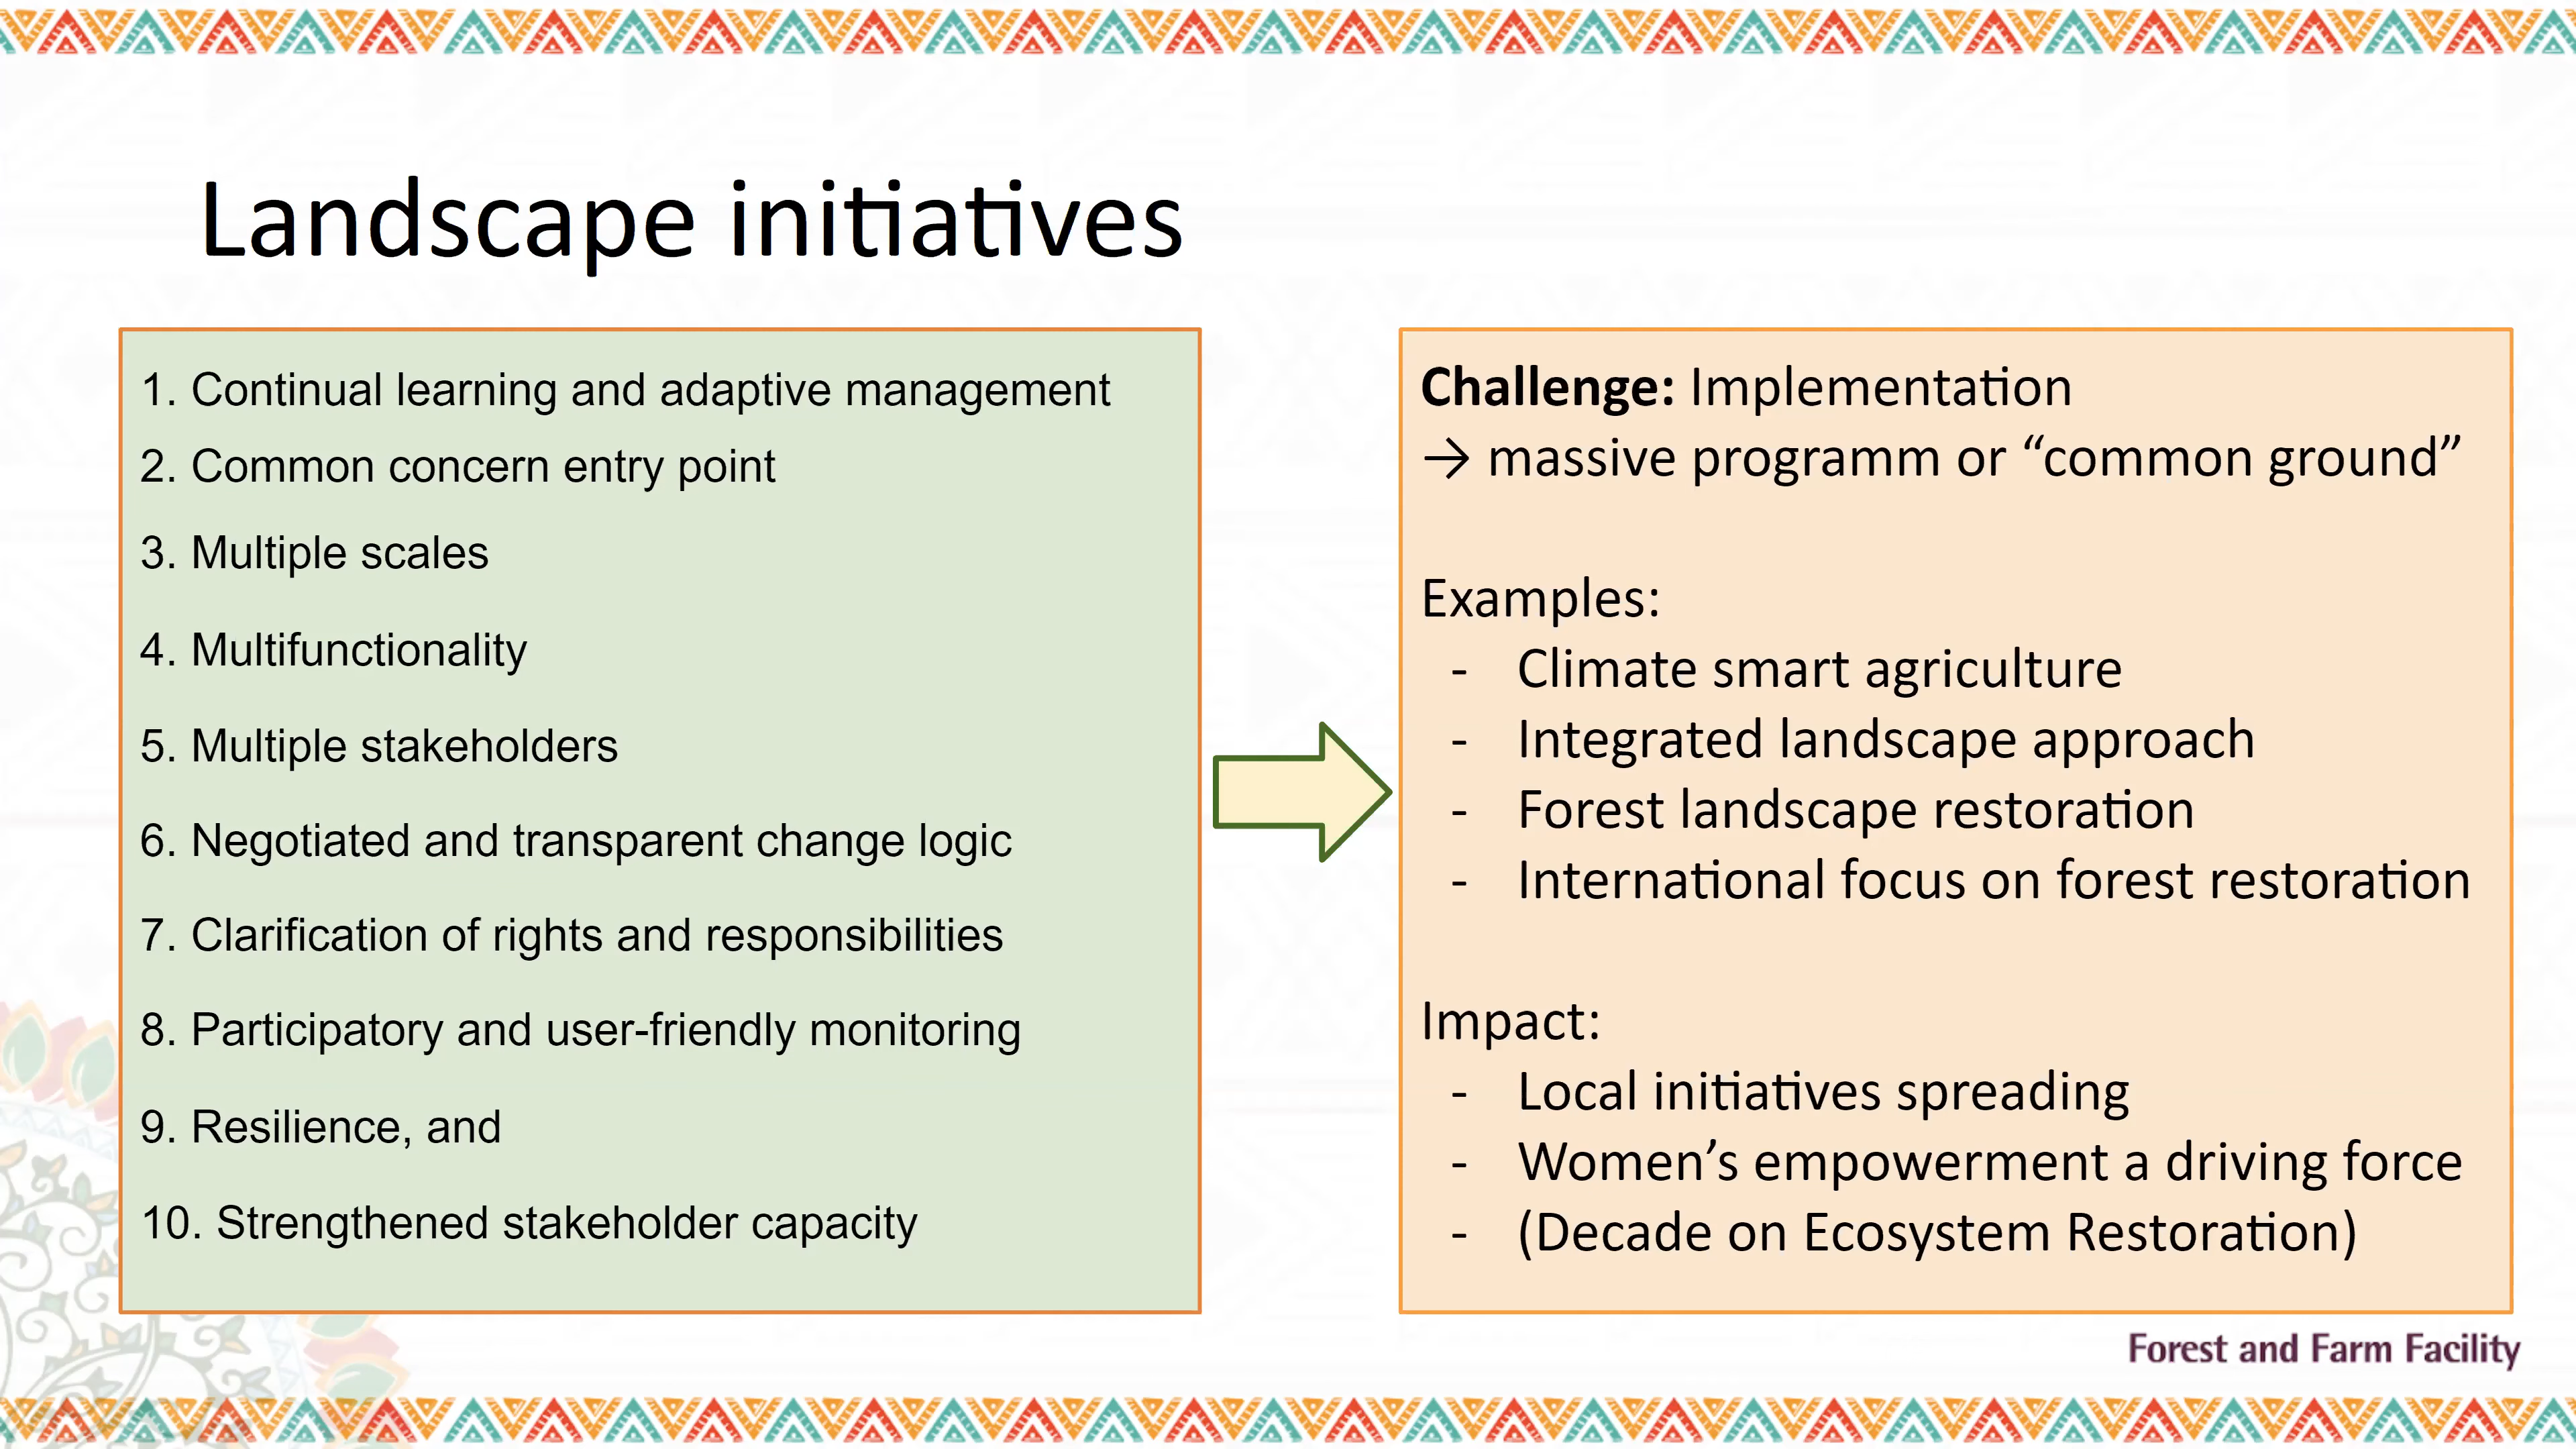 Landscape initiatives
1. Continual learning and adaptive management
2. Common concern entry point
3. Multiple scales
4. Multifunctionality
5. Multiple stakeholders
6. Negotiated and transparent change logic
7. Clarification of rights and responsibilities
8. Participatory and user-friendly monitoring
9. Resilience, and
10. Strengthened stakeholder capacity
Challenge: Implementation
→ massive programm or “common ground”
Examples:
- Climate smart agriculture
- Integrated landscape approach
- Forest landscape restoration
- International focus on forest restoration
Impact:
- Local initiatives spreading
- Women’s empowerment a driving force
- (Decade on Ecosystem Restoration)
Forest and Farm Facility